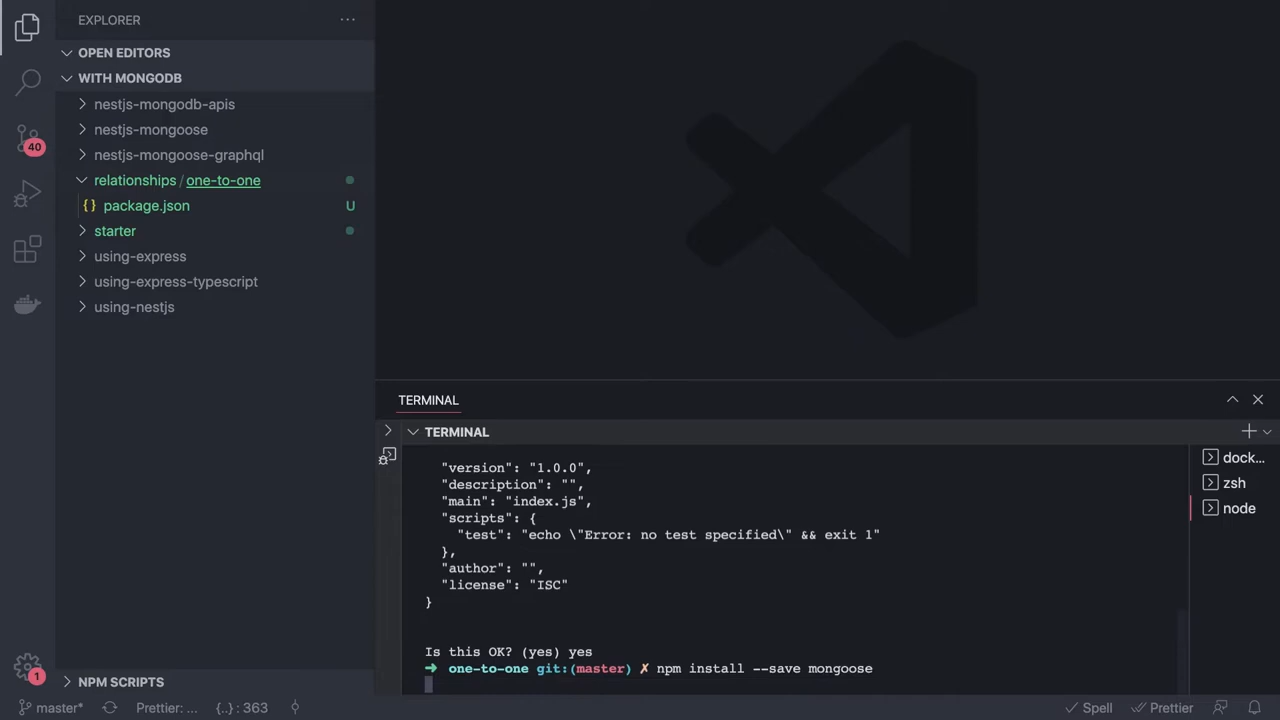 EXPLORER
OPEN EDITORS
WITH MONGODB
nestjs-mongodb-apis
nestjs-mongoose
40
nestjs-mongoose-graphql
relationships / one-to-one
{} package.json U
starter
using-express
using-express-typescript
using-nestjs
TERMINAL
TERMINAL
"version": "1.0.0",
"description": "",
"main": "index.js",
"scripts": {
"test": "echo \"Error: no test specified\" && exit 1"
},
"author": "",
"license": "ISC"
}
Is this OK? (yes) yes
➜ one-to-one git:(master) ✗ npm install --save mongoose
dock...
zsh
node
1
NPM SCRIPTS
master* Prettier: ... {..} : 363 Spell Prettier